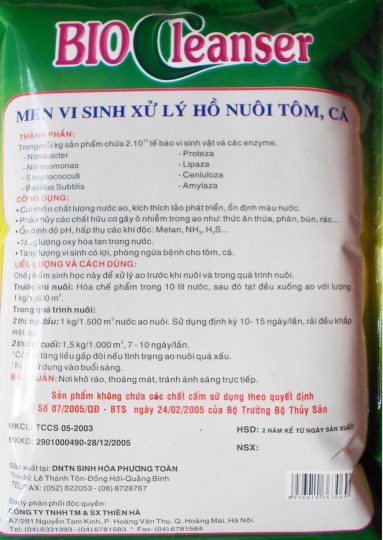 BIO Cleanser
MEN VI SINH XỬ LÝ HỒ NUÔI TÔM, CÁ
THÀNH PHẦN:
Trong mỗi kg sản phẩm chứa 2.10¹² tế bào vi sinh vật và các enzyme.
- Nitrobacter - Proteza
- Nitrosomonas - Lipaza
- Streptococcus - Cenluloza
- Bacilus Subtilis - Amylaza
CÔNG DỤNG:
• Cải thiện chất lượng nước ao, kích thích tảo phát triển, ổn định màu nước.
• Phân hủy các chất hữu cơ gây ô nhiễm trong ao như: thức ăn thừa, phân, bùn, rác...
• Ổn định độ pH, hấp thụ các khí độc: Metan, NH₃, H₂S...
• Tăng lượng oxy hòa tan trong nước.
• Tăng lượng vi sinh có lợi, phòng ngừa bệnh cho tôm, cá.
LIỀU LƯỢNG VÀ CÁCH DÙNG:
Chế phẩm sinh học này để xử lý ao trước khi nuôi và trong quá trình nuôi.
Trước khi nuôi: Hòa chế phẩm trong 10 lít nước, sau đó tạt đều xuống ao với lượng
1 kg/1.500 m³.
Trong quá trình nuôi:
2 tháng đầu: 1 kg/1.500 m³ nước ao nuôi. Sử dụng định kỳ 10- 15 ngày/lần, rải đều khắp
mặt ao.
2 tháng cuối: 1,5 kg/1.000 m³, 7 - 10 ngày/lần.
*Có thể tăng liều gấp đôi nếu tình trạng ao nuôi quá xấu.
*Nên sử dụng vào buổi sáng.
BẢO QUẢN: Nơi khô ráo, thoáng mát, tránh ánh sáng trực tiếp.
Sản phẩm không chứa các chất cấm sử dụng theo quyết định
Số 07/2005/QĐ - BTS ngày 24/02/2005 của Bộ Trưởng Bộ Thủy Sản
ĐKCL: TCCS 05-2003 HSD: 2 NĂM KỂ TỪ NGÀY SẢN XUẤT
ĐKKD: 2901000490-28/12/2005 NSX:
Sản xuất tại: DNTN SINH HÓA PHƯƠNG TOÀN
Địa chỉ: Lê Thánh Tôn-Đồng Hới-Quảng Bình
TEL/FAX: (052) 822053 - (08) 8728767
Đại lý phân phối độc quyền:
CÔNG TY TNHH TM & SX THIÊN HÀ
A7/281 Nguyễn Tam Kinh, P. Hoàng Văn Thụ, Q. Hoàng Mai, Hà Nội.
Tel: (04) 6331393 - (04) 6781584 Fax: (04) 6781584